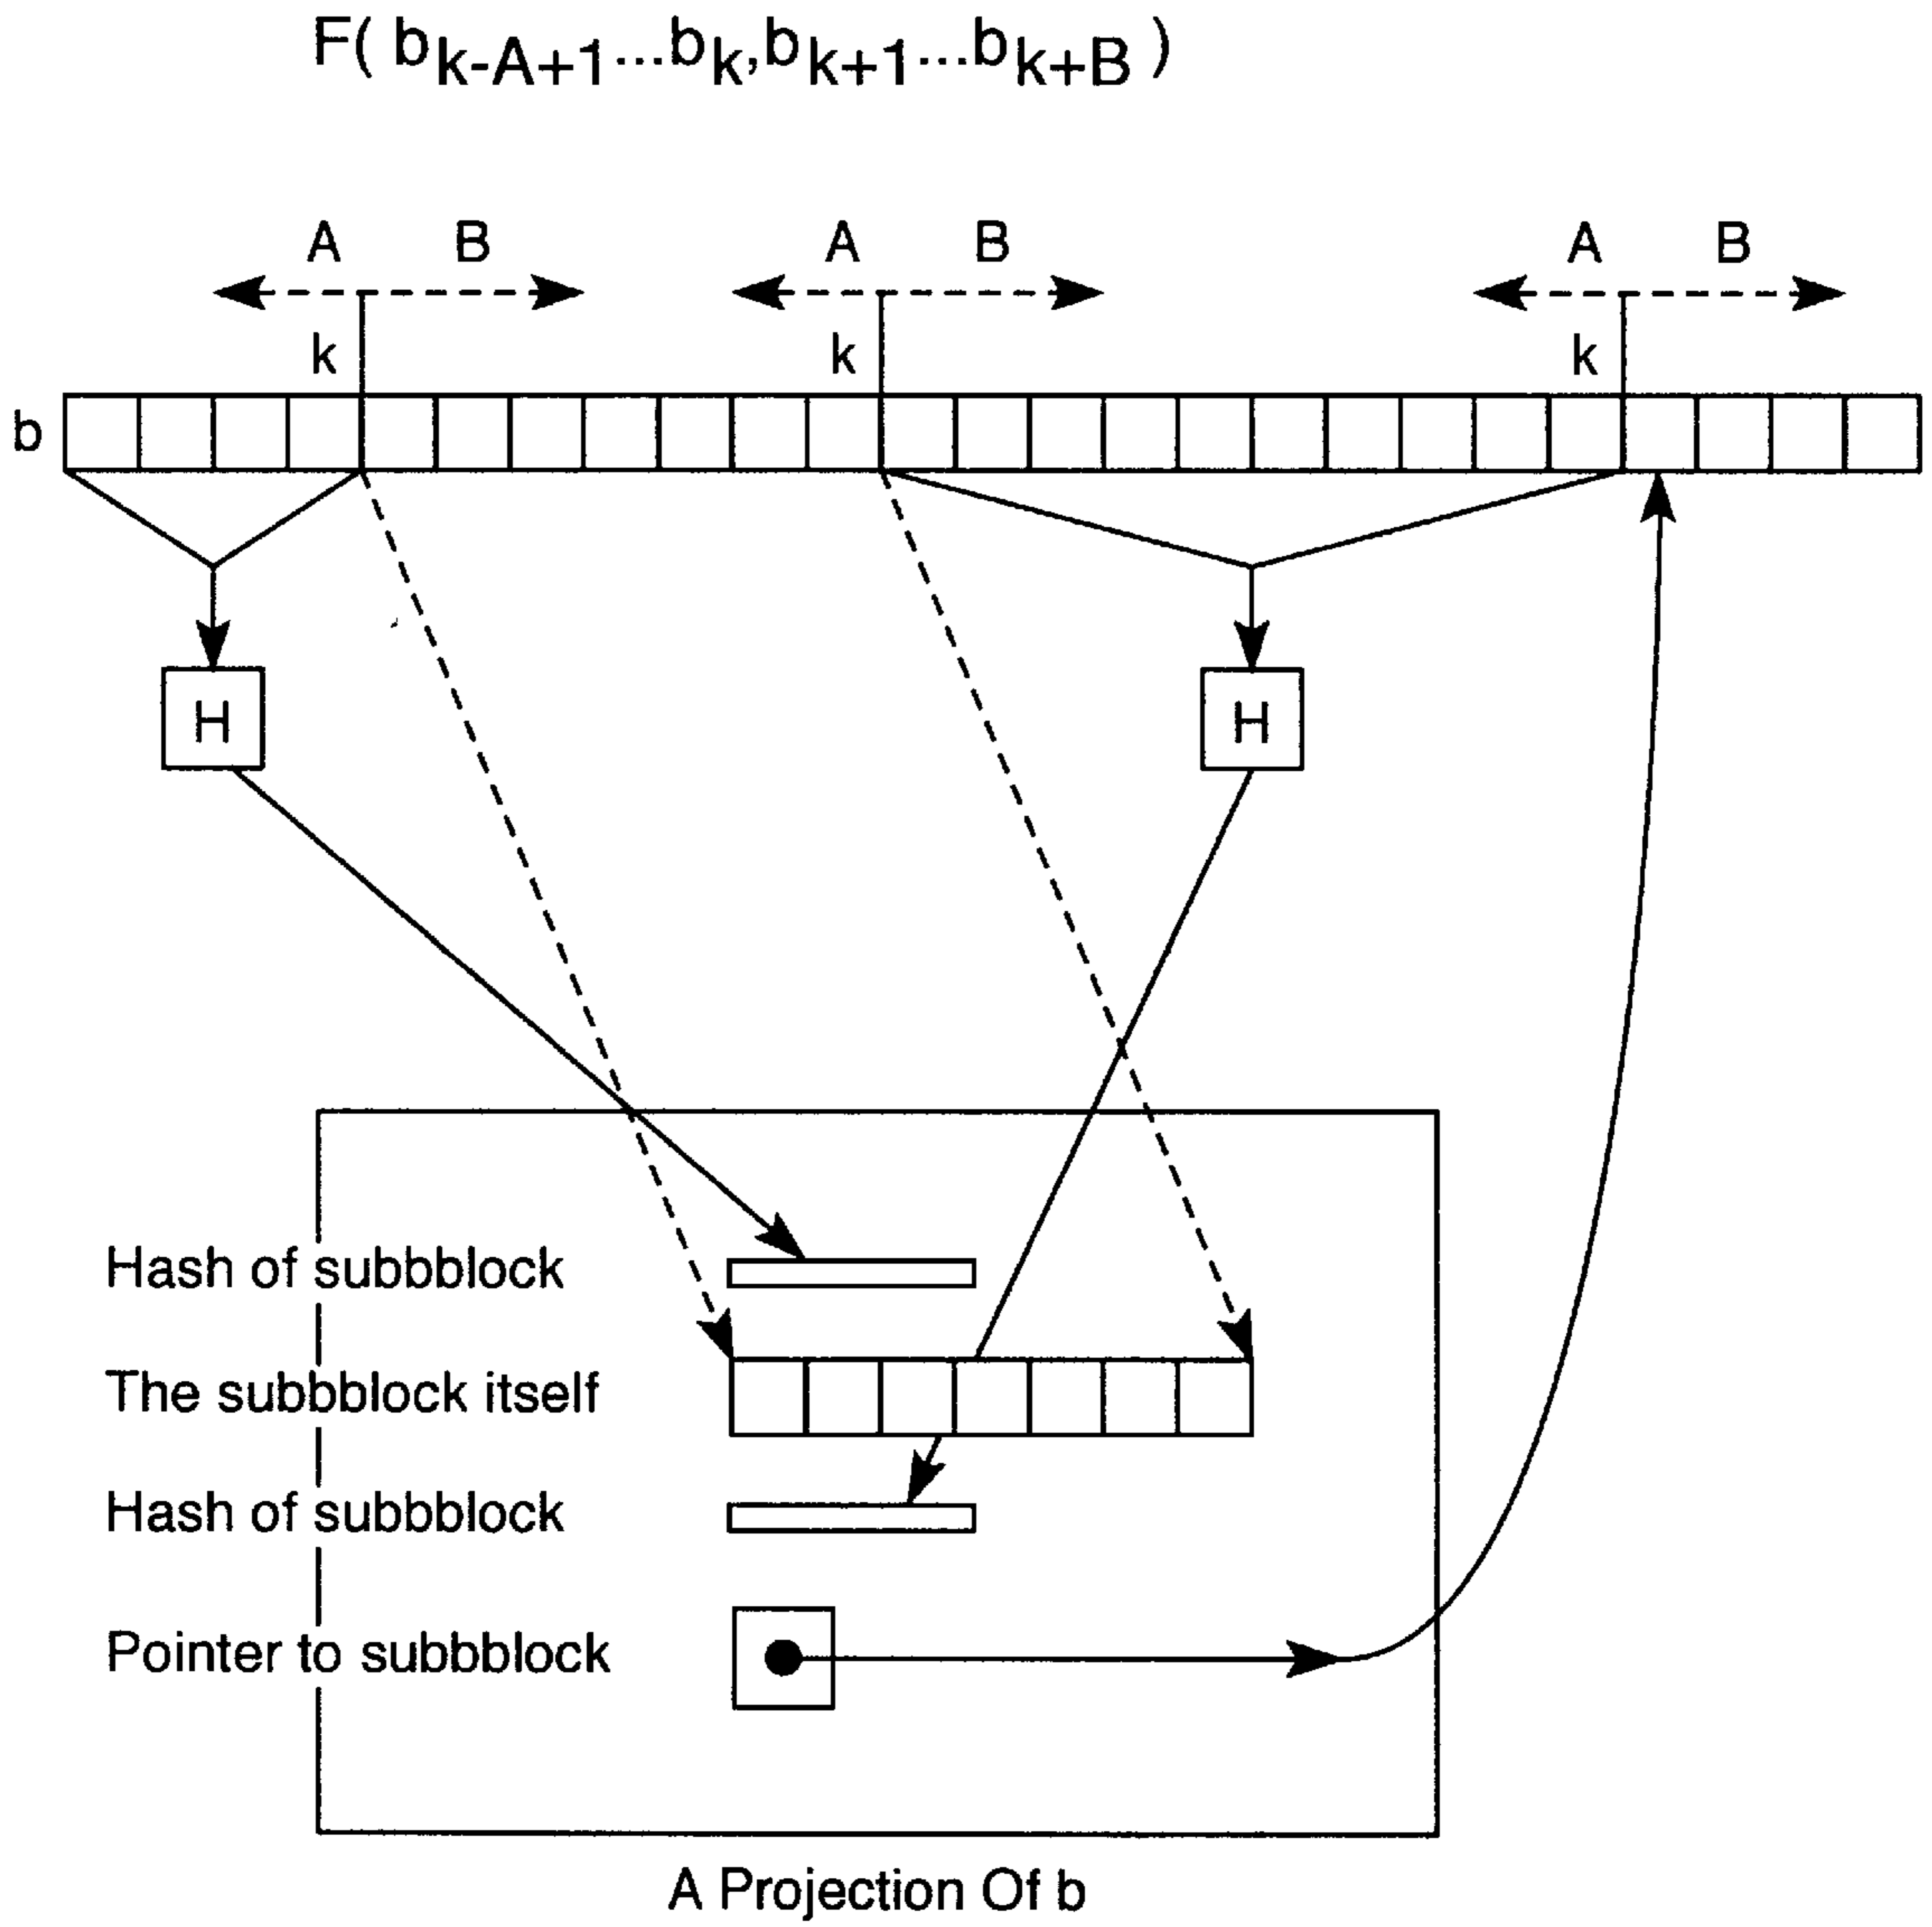 F( bk-A+1...bk,bk+1...bk+B )
A B A B A B
k k k
b
H H
Hash of subbblock
The subbblock itself
Hash of subbblock
Pointer to subbblock
A Projection Of b